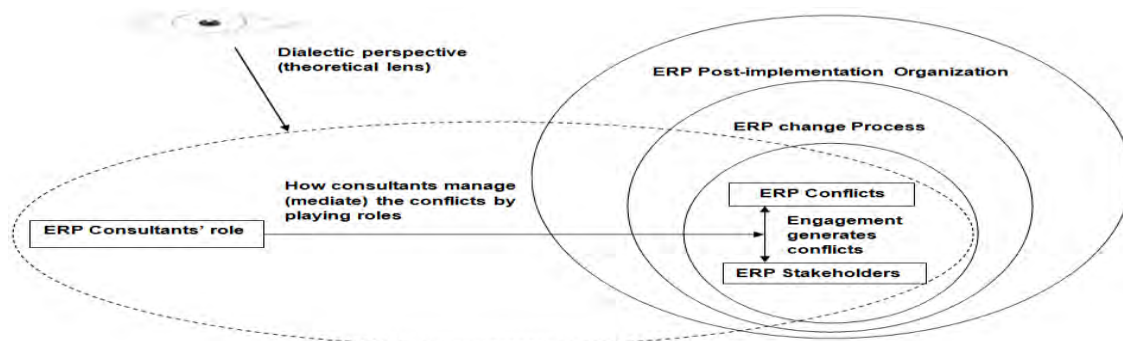 Dialectic perspective
(theoretical lens)
ERP Post-implementation Organization
ERP change Process
How consultants manage
(mediate) the conflicts by
playing roles
ERP Consultants' role
ERP Conflicts
Engagement
generates
conflicts
ERP Stakeholders